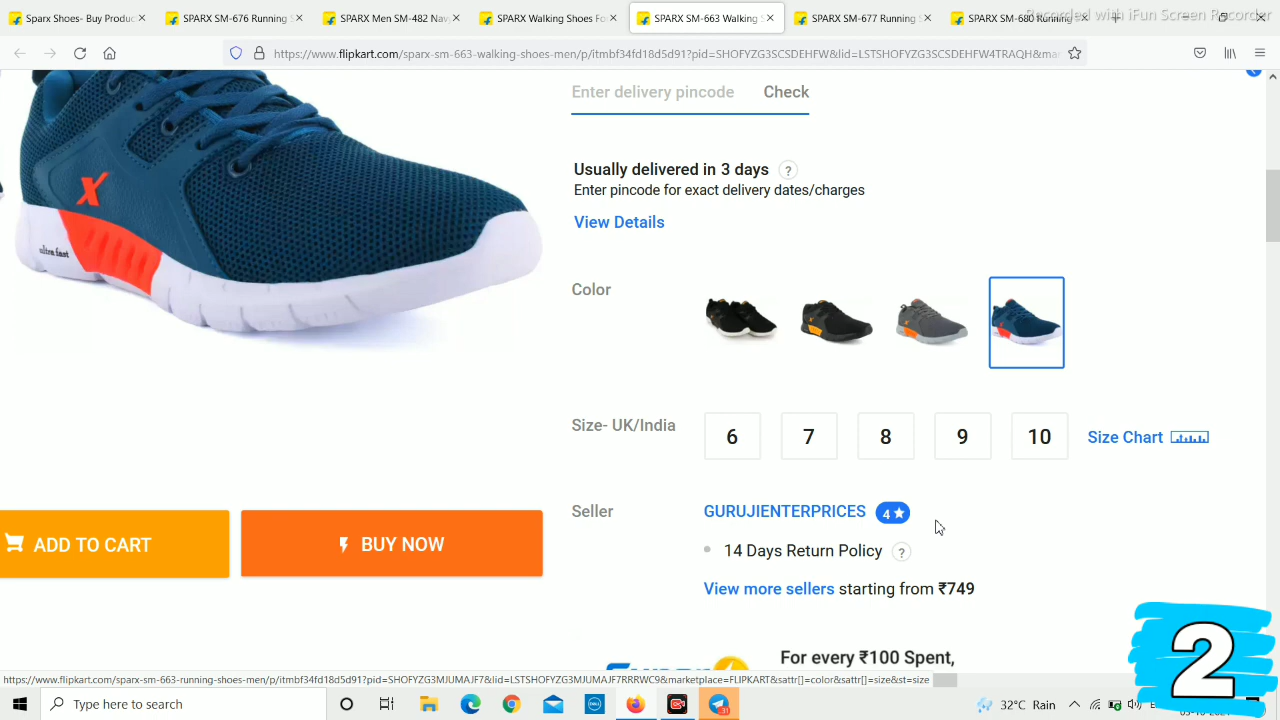 Sparx Shoes- Buy Produc
SPARX SM-676 Running S
SPARX Men SM-482 Nav
SPARX Walking Shoes Fo
SPARX SM-663 Walking S
SPARX SM-677 Running S
SPARX SM-680 Running
Recorded with iFun Screen Recorder
https://www.flipkart.com/sparx-sm-663-walking-shoes-men/p/itmbf34fd18d5d91?pid=SHOFYZG3SCSDEHFW&lid=LSTSHOFYZG3SCSDEHFW4TRAQH&mar
Enter delivery pincode Check
Usually delivered in 3 days ?
Enter pincode for exact delivery dates/charges
View Details
ultra fast
Color
Size- UK/India 6 7 8 9 10 Size Chart
Seller GURUJIENTERPRICES 4★
14 Days Return Policy ?
View more sellers starting from ₹749
ADD TO CART
BUY NOW
For every ₹100 Spent,
https://www.flipkart.com/sparx-sm-663-running-shoes-men/p/itmbf34fd18d5d91?pid=SHOFYZG3MJUMAJF7&lid=LSTSHOFYZG3MJUMAJF7RRRWC9&marketplace=FLIPKART&sattr[]=color&sattr[]=size&st=size
2
Type here to search
DELL
31
32°C Rain